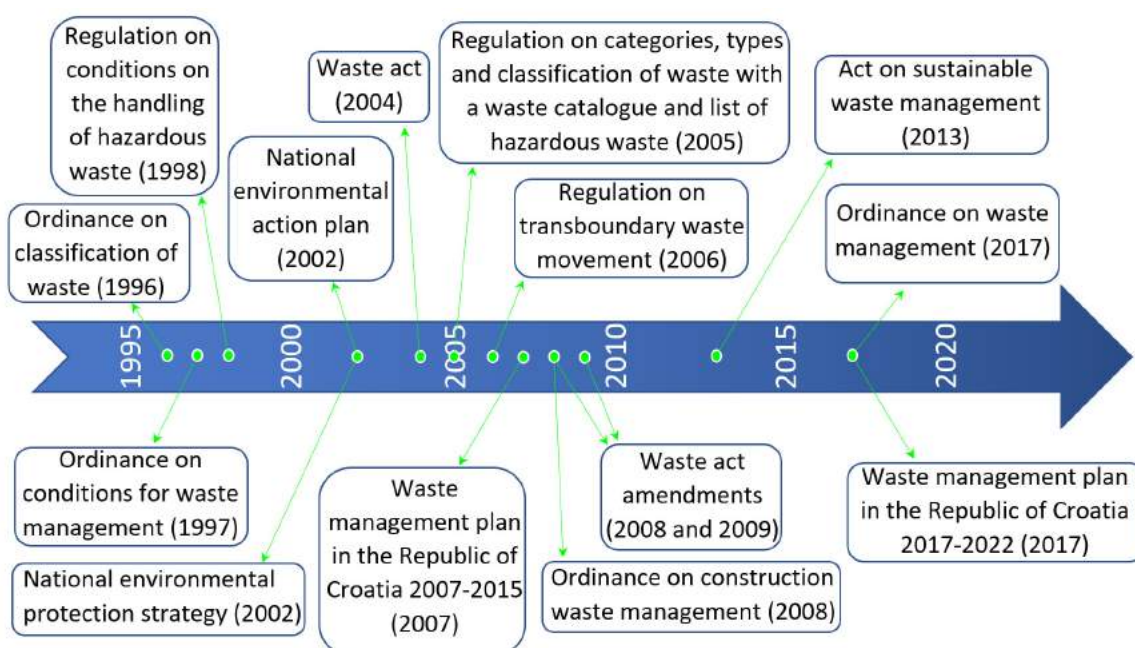 Regulation on
conditions on
the handling
of hazardous
waste (1998)
Waste act
(2004)
Regulation on categories, types
and classification of waste with
a waste catalogue and list of
hazardous waste (2005)
Act on sustainable
waste management
(2013)
National
environmental
action plan
(2002)
Regulation on
transboundary waste
movement (2006)
Ordinance on waste
management (2017)
Ordinance on
classification of
waste (1996)
1995
2000
2005
2010
2015
2020
Ordinance on
conditions for waste
management (1997)
National environmental
protection strategy (2002)
Waste
management plan
in the Republic of
Croatia 2007-2015
(2007)
Waste act
amendments
(2008 and 2009)
Ordinance on construction
waste management (2008)
Waste management plan
in the Republic of Croatia
2017-2022 (2017)